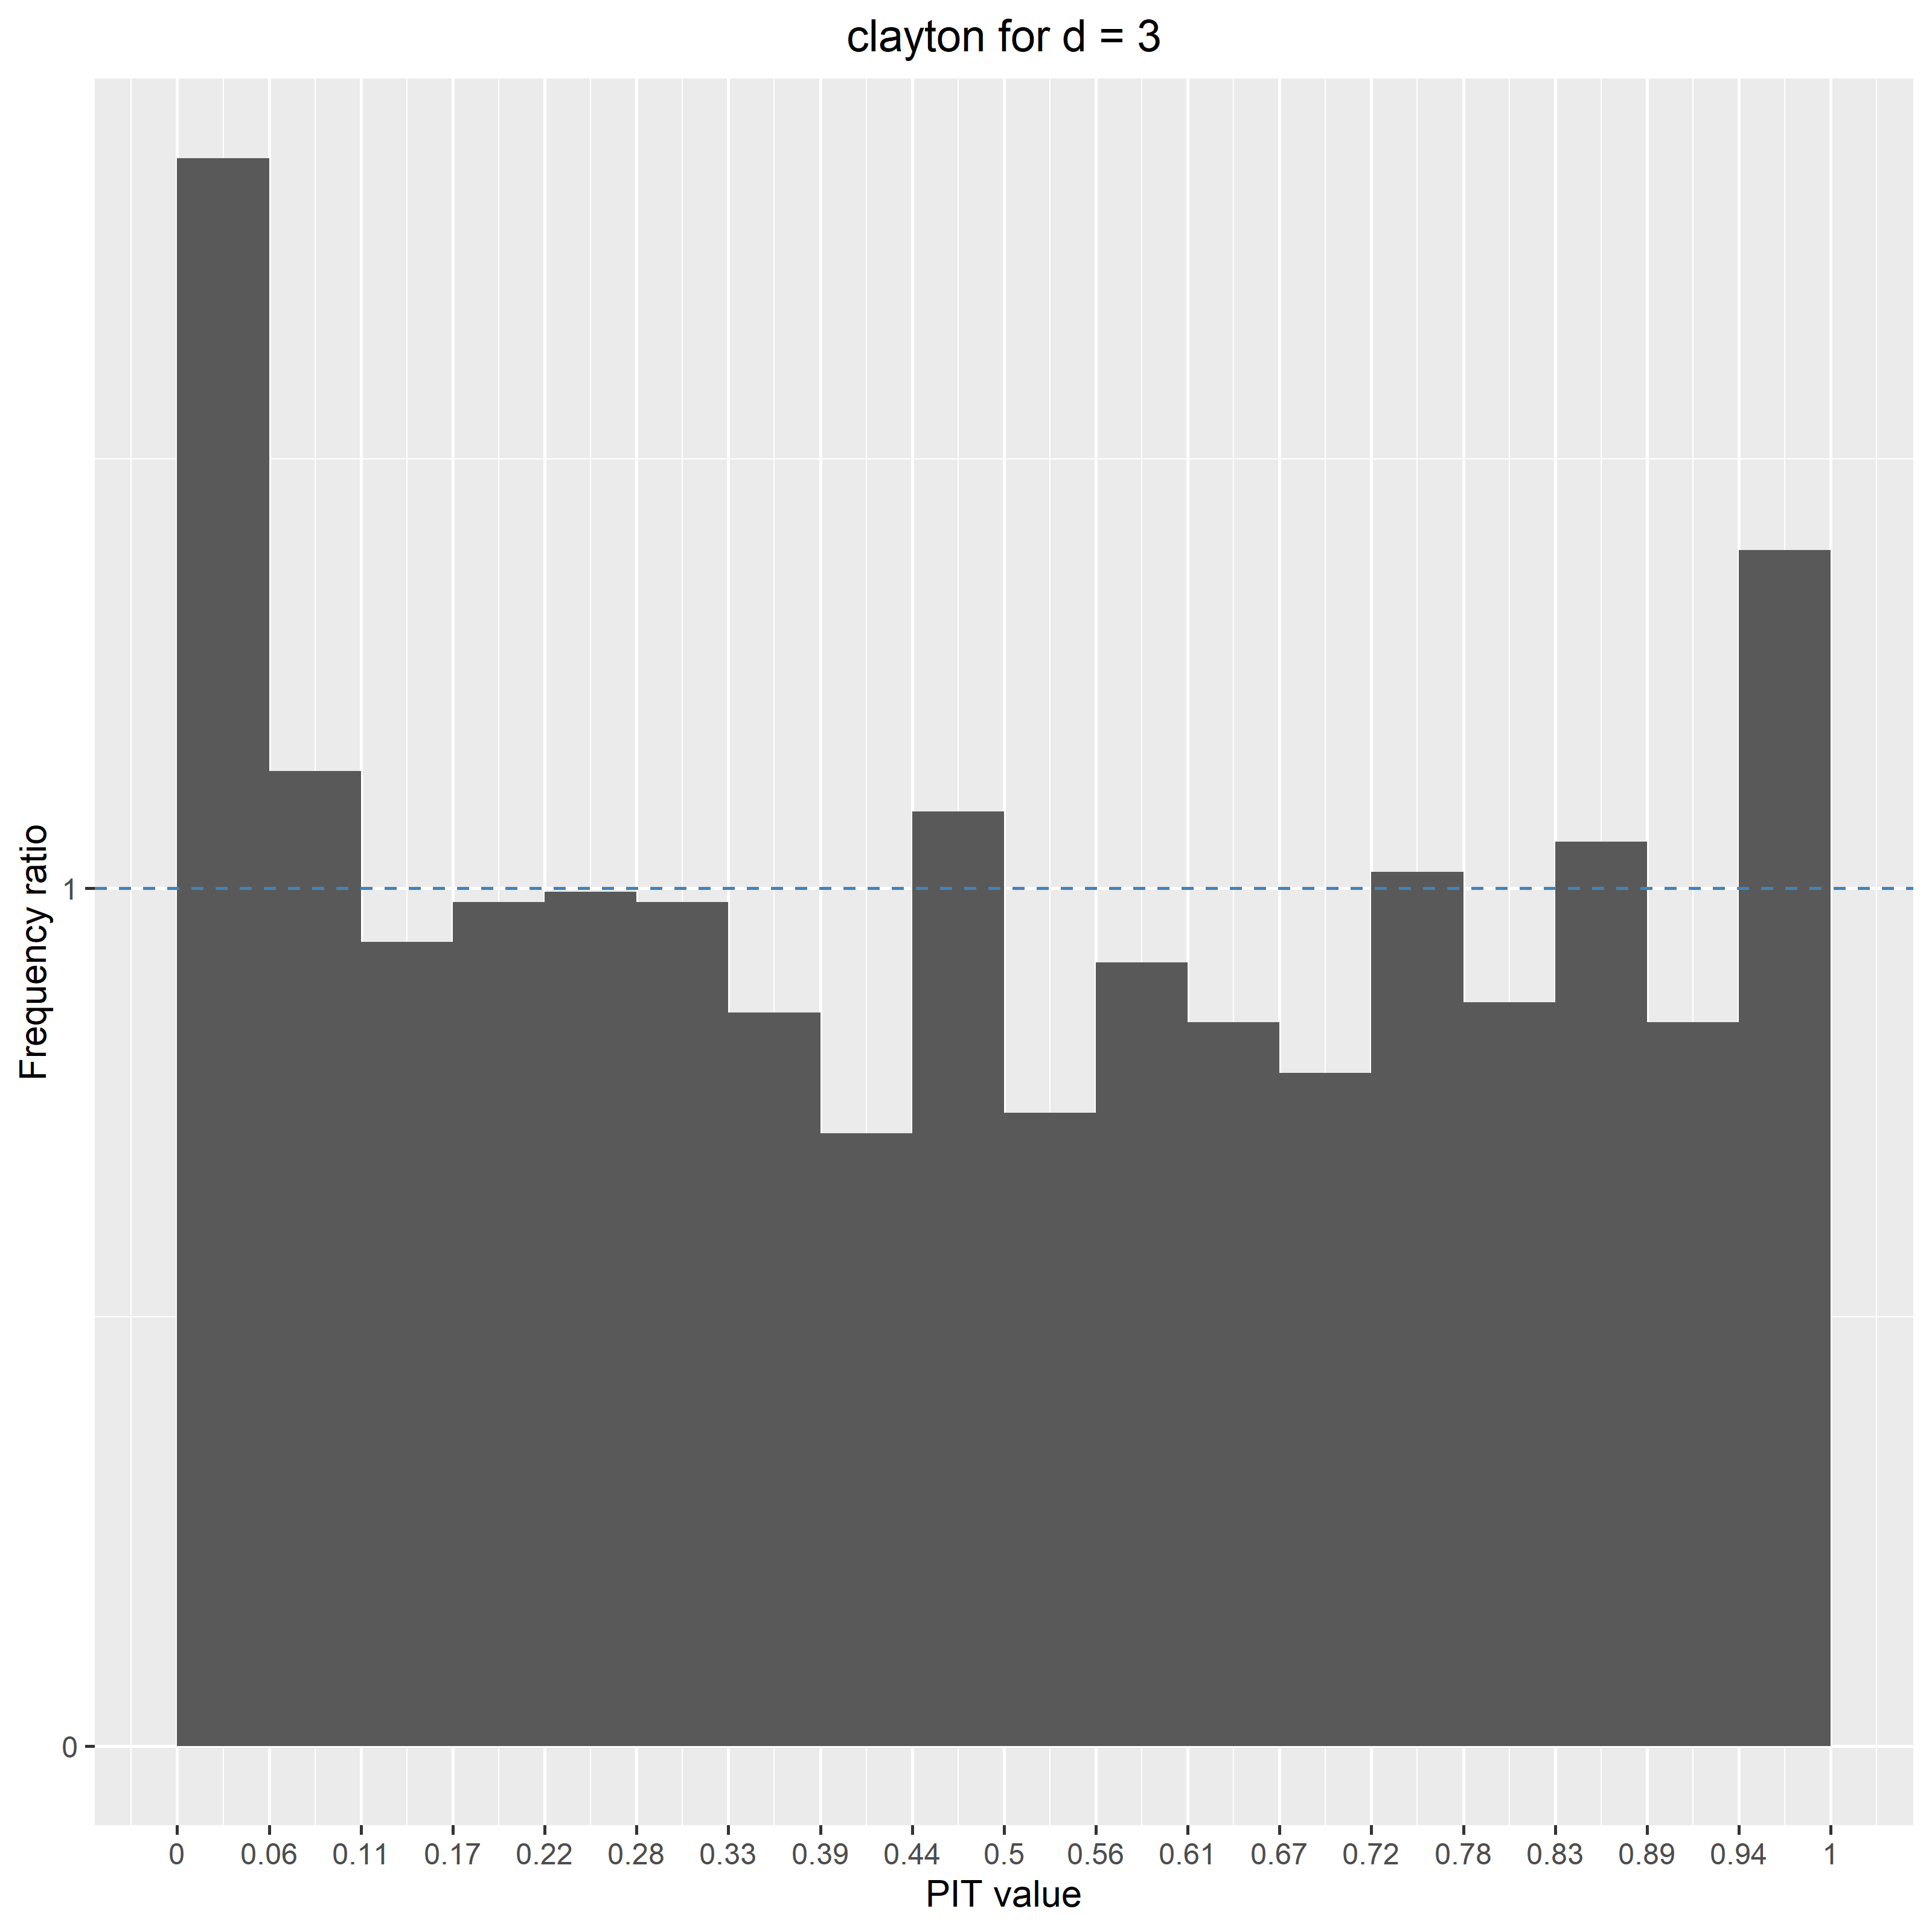 clayton for d = 3
Frequency ratio
1
0
0 0.06 0.11 0.17 0.22 0.28 0.33 0.39 0.44 0.5 0.56 0.61 0.67 0.72 0.78 0.83 0.89 0.94 1
PIT value